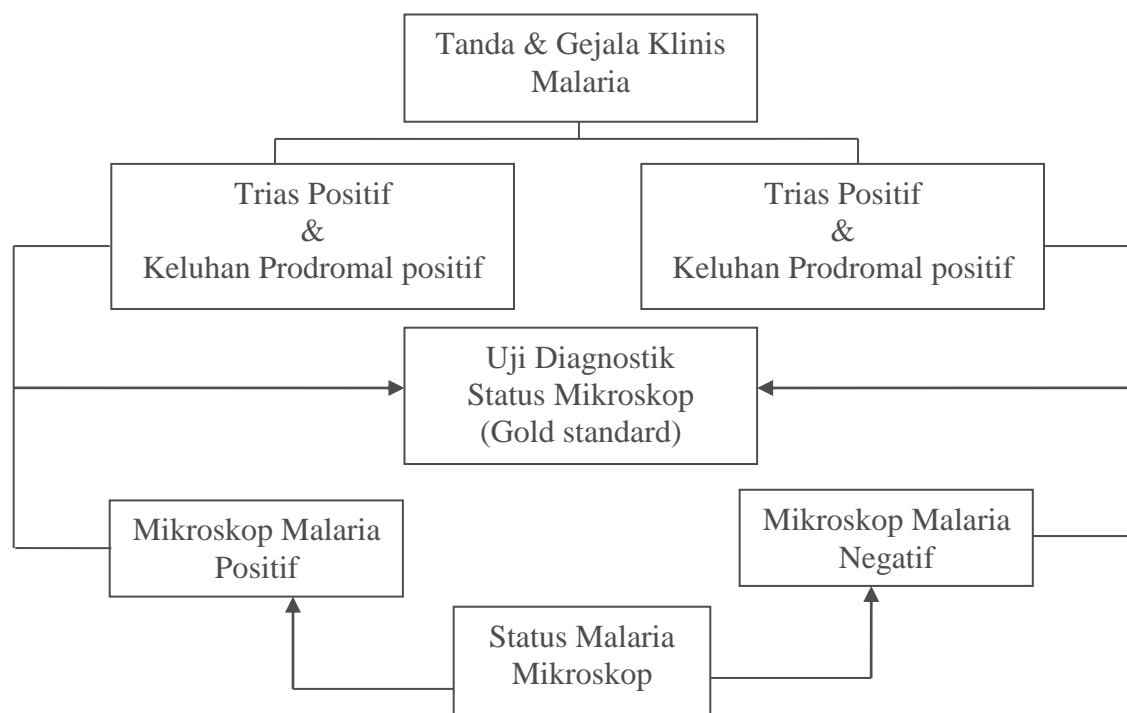 Tanda & Gejala Klinis
Malaria
Trias Positif
&
Keluhan Prodromal positif
Trias Positif
&
Keluhan Prodromal positif
Uji Diagnostik
Status Mikroskop
(Gold standard)
Mikroskop Malaria
Positif
Mikroskop Malaria
Negatif
Status Malaria
Mikroskop